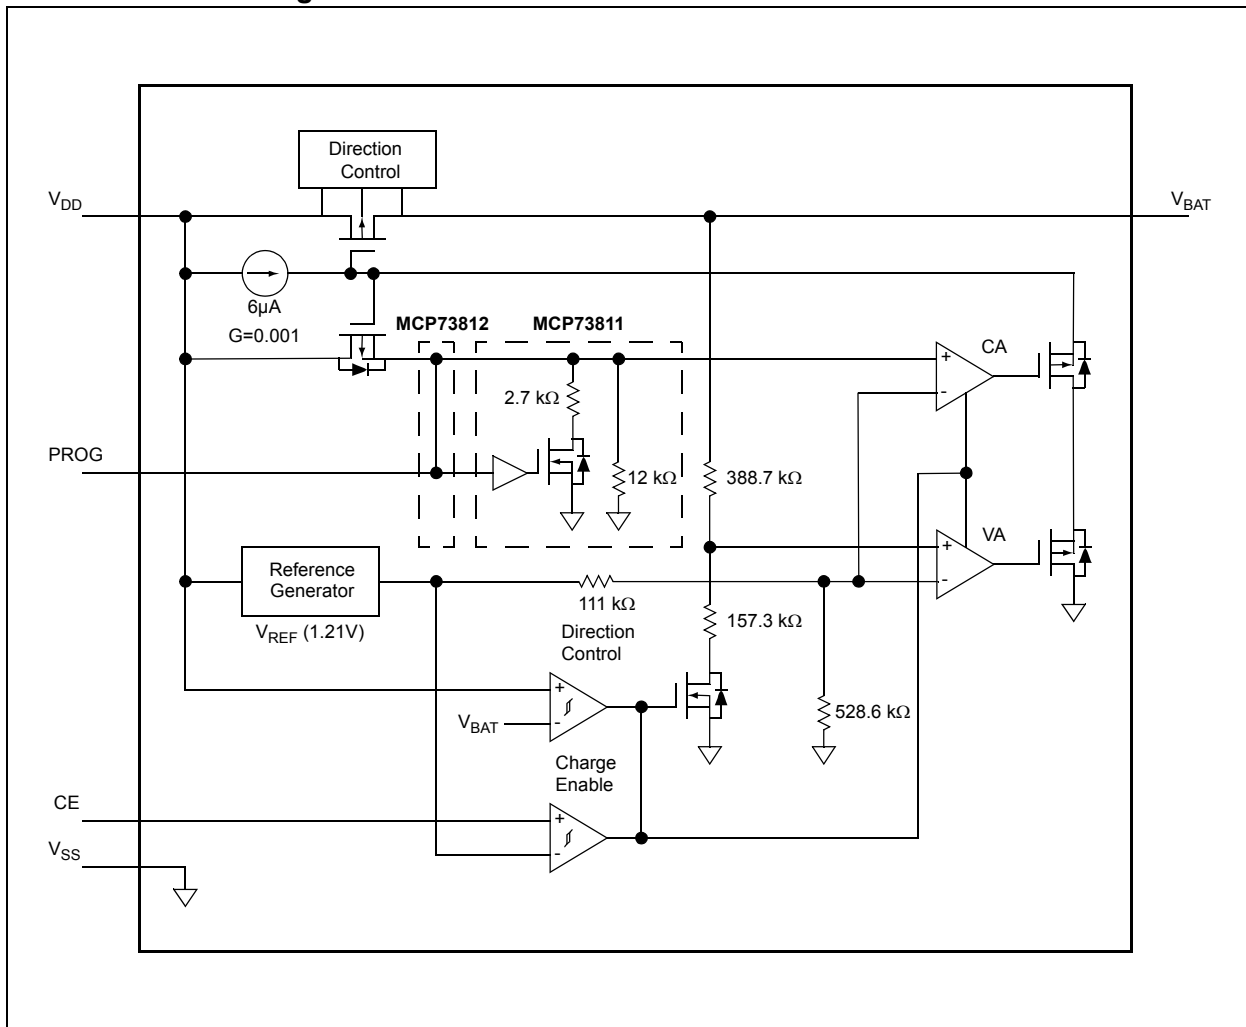 Direction
Control
V_DD
V_BAT
6µA
G=0.001
MCP73812
MCP73811
CA
+
-
2.7 kΩ
PROG
12 kΩ
388.7 kΩ
VA
+
-
Reference
Generator
111 kΩ
V_REF (1.21V)
157.3 kΩ
Direction
Control
+
V_BAT
-
528.6 kΩ
Charge
Enable
CE
+
-
V_SS